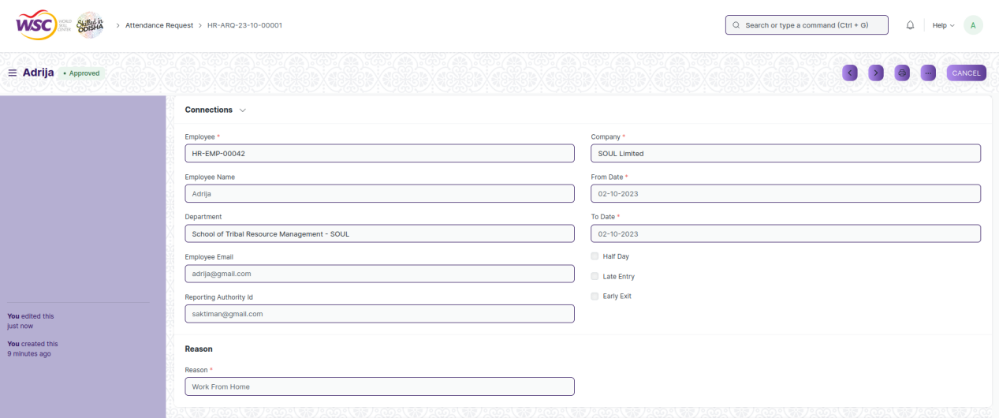 WSC WORLD SKILL CENTER Skilled in ODISHA > Attendance Request > HR-ARQ-23-10-00001 Search or type a command (Ctrl + G) Help A
Adrija • Approved CANCEL
Connections
Employee *
HR-EMP-00042
Company *
SOUL Limited
Employee Name
Adrija
From Date *
02-10-2023
Department
School of Tribal Resource Management - SOUL
To Date *
02-10-2023
Employee Email
adrija@gmail.com
Half Day
Late Entry
Early Exit
Reporting Authority Id
saktiman@gmail.com
You edited this
just now
You created this
9 minutes ago
Reason
Reason *
Work From Home